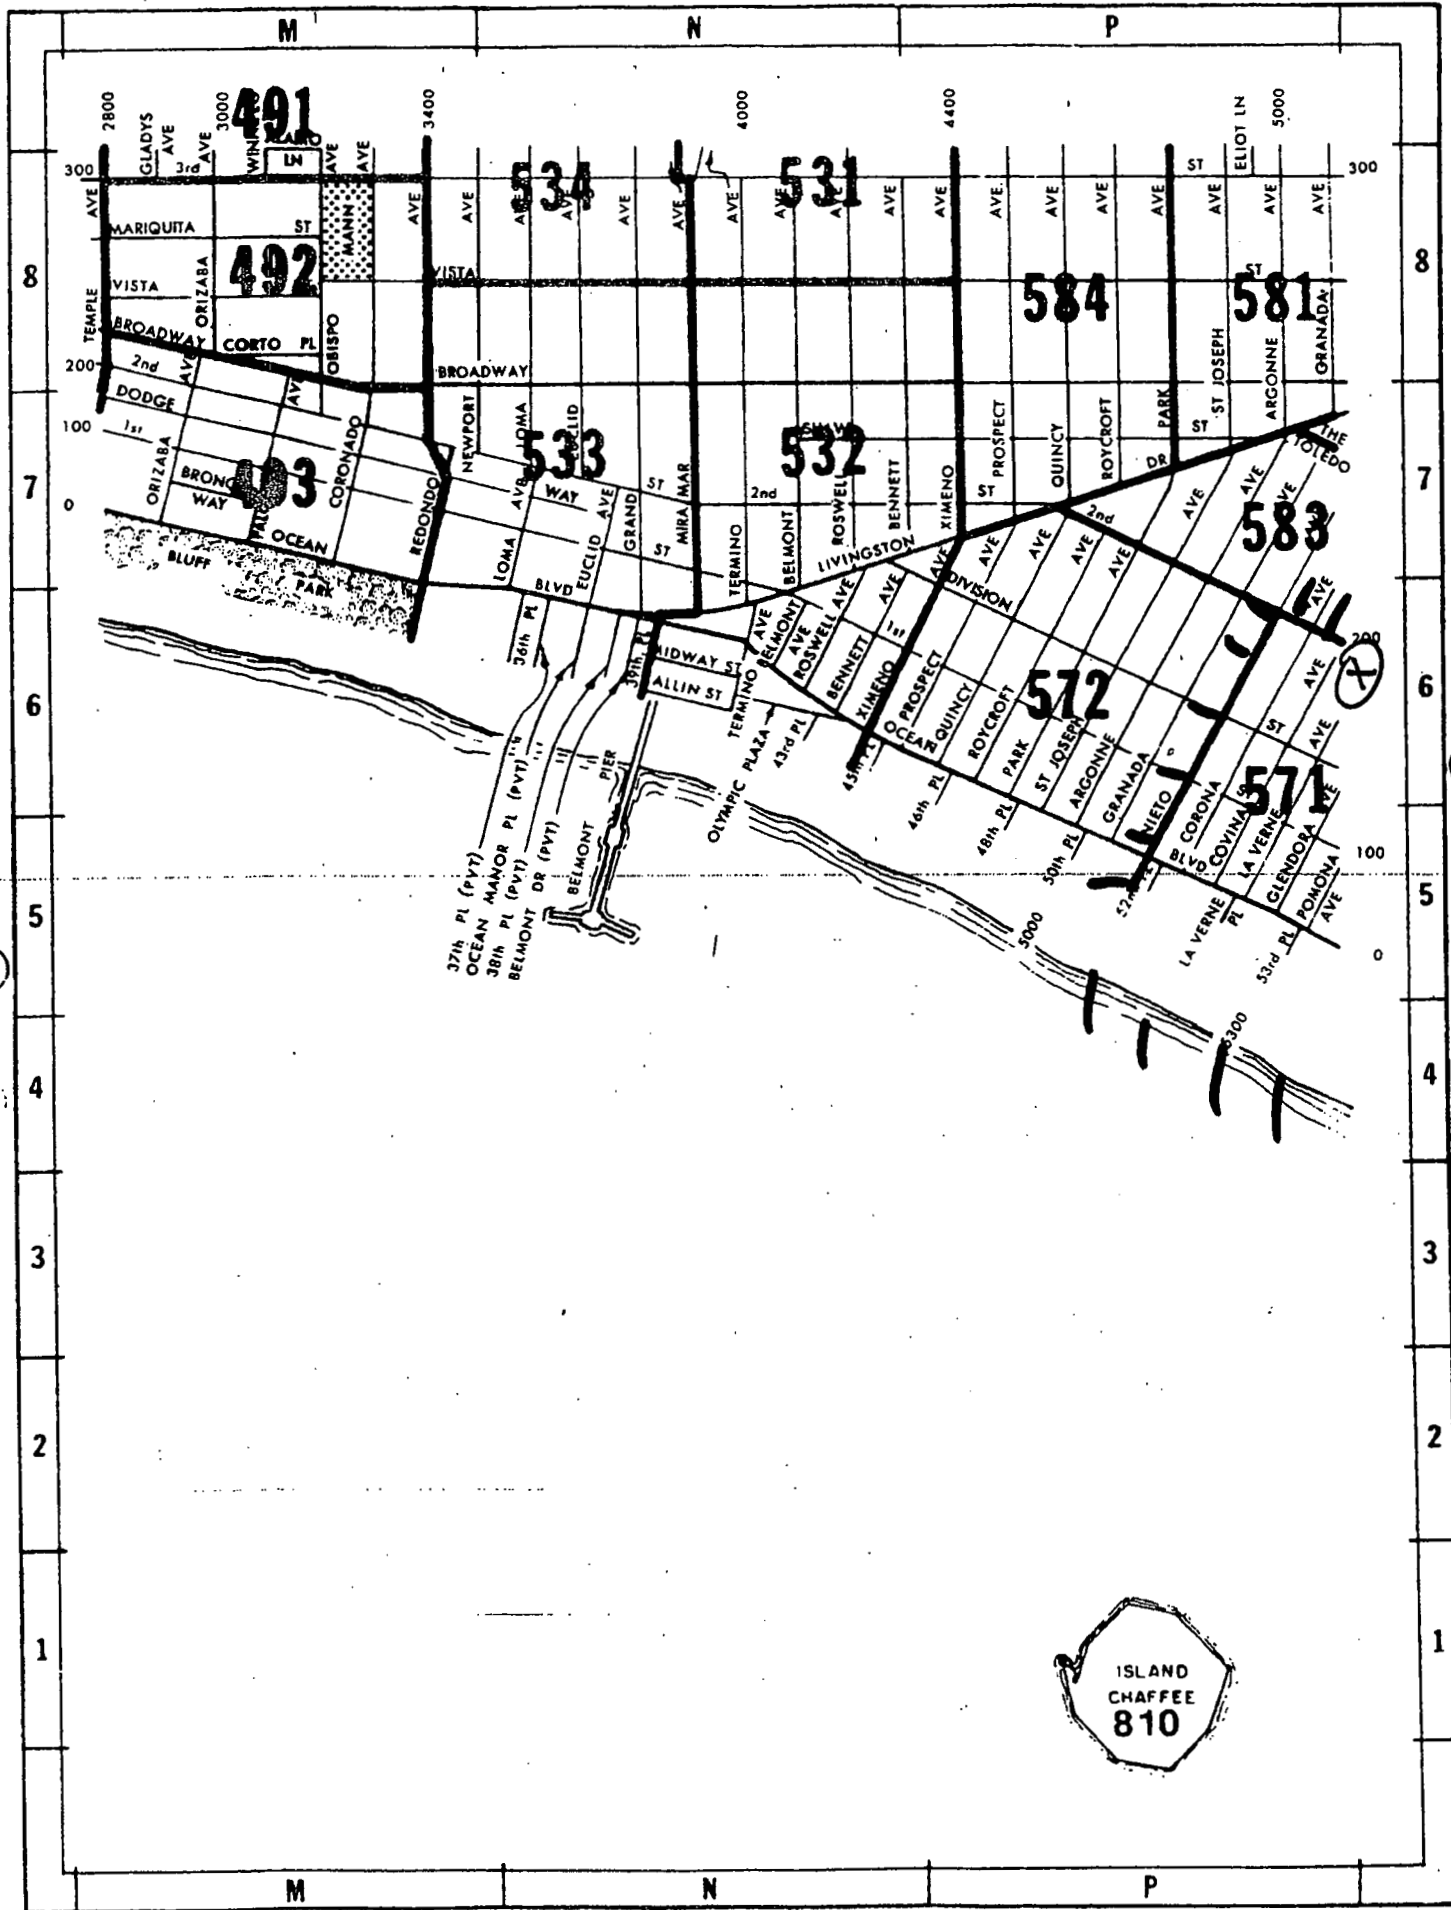 M N P
2800
GLADYS AVE
3000
AVE
491
LN
AVE
AVE
3400
4000
4400
ELIOT LN
5000
300
3rd
ST
300
8
AVE
MARIQUITA ST
MANN
AVE
AVE
534
AVE
AVE
AVE
531
AVE
AVE
AVE
AVE
AVE
AVE
AVE
AVE
AVE
8
TEMPLE
VISTA
ORIZABA
492
VISTA
584
ST
581
BROADWAY
CORTO PL
OBISPO
BROADWAY
ST JOSEPH
ARGONNE
GRANADA
200
2nd
AVE
AVE
DODGE
100
1st
ORIZABA
CORONADO
NEWPORT
LOMA
AVE
EUCLID
533
WAY
AVE
GRAND
ST
MIRA MAR
532
2nd
ROSWELL
BENNETT
XIMENO
PROSPECT
ST
QUINCY
ROYCROFT
PARK
DR
ST
THE TOLEDO
7
7
0
WAY
OCEAN
BLUFF PARK
REDONDO
LOMA
BLVD
EUCLID
ST
TERMINO
BELMONT
LIVINGSTON
AVE
AVE
AVE
AVE
AVE
2nd
AVE
AVE
AVE
583
DIVISION
AVE
200
X
36th PL
39th PL
MIDWAY ST
ALLIN ST
TERMINO
AVE
BELMONT
AVE
ROSWELL
AVE
BENNETT
AVE
1st
XIMENO
PROSPECT
QUINCY
ROYCROFT
PARK
572
ST JOSEPH
ARGONNE
GRANADA
NIETO
CORONA
COVINA
LA VERNE
571
GLENDORA
POMONA
AVE
AVE
AVE
AVE
ST
6
6
OCEAN
BLVD
OLYMPIC PLAZA
43rd PL
45th PL
46th PL
48th PL
50th PL
LA VERNE PL
53rd PL
100
0
37th PL (PVT)
OCEAN MANOR PL (PVT)
38th PL (PVT)
BELMONT DR (PVT)
BELMONT PIER
5
5
5000
5300
4
4
3
3
2
2
1
1
ISLAND
CHAFFEE
810
M N P